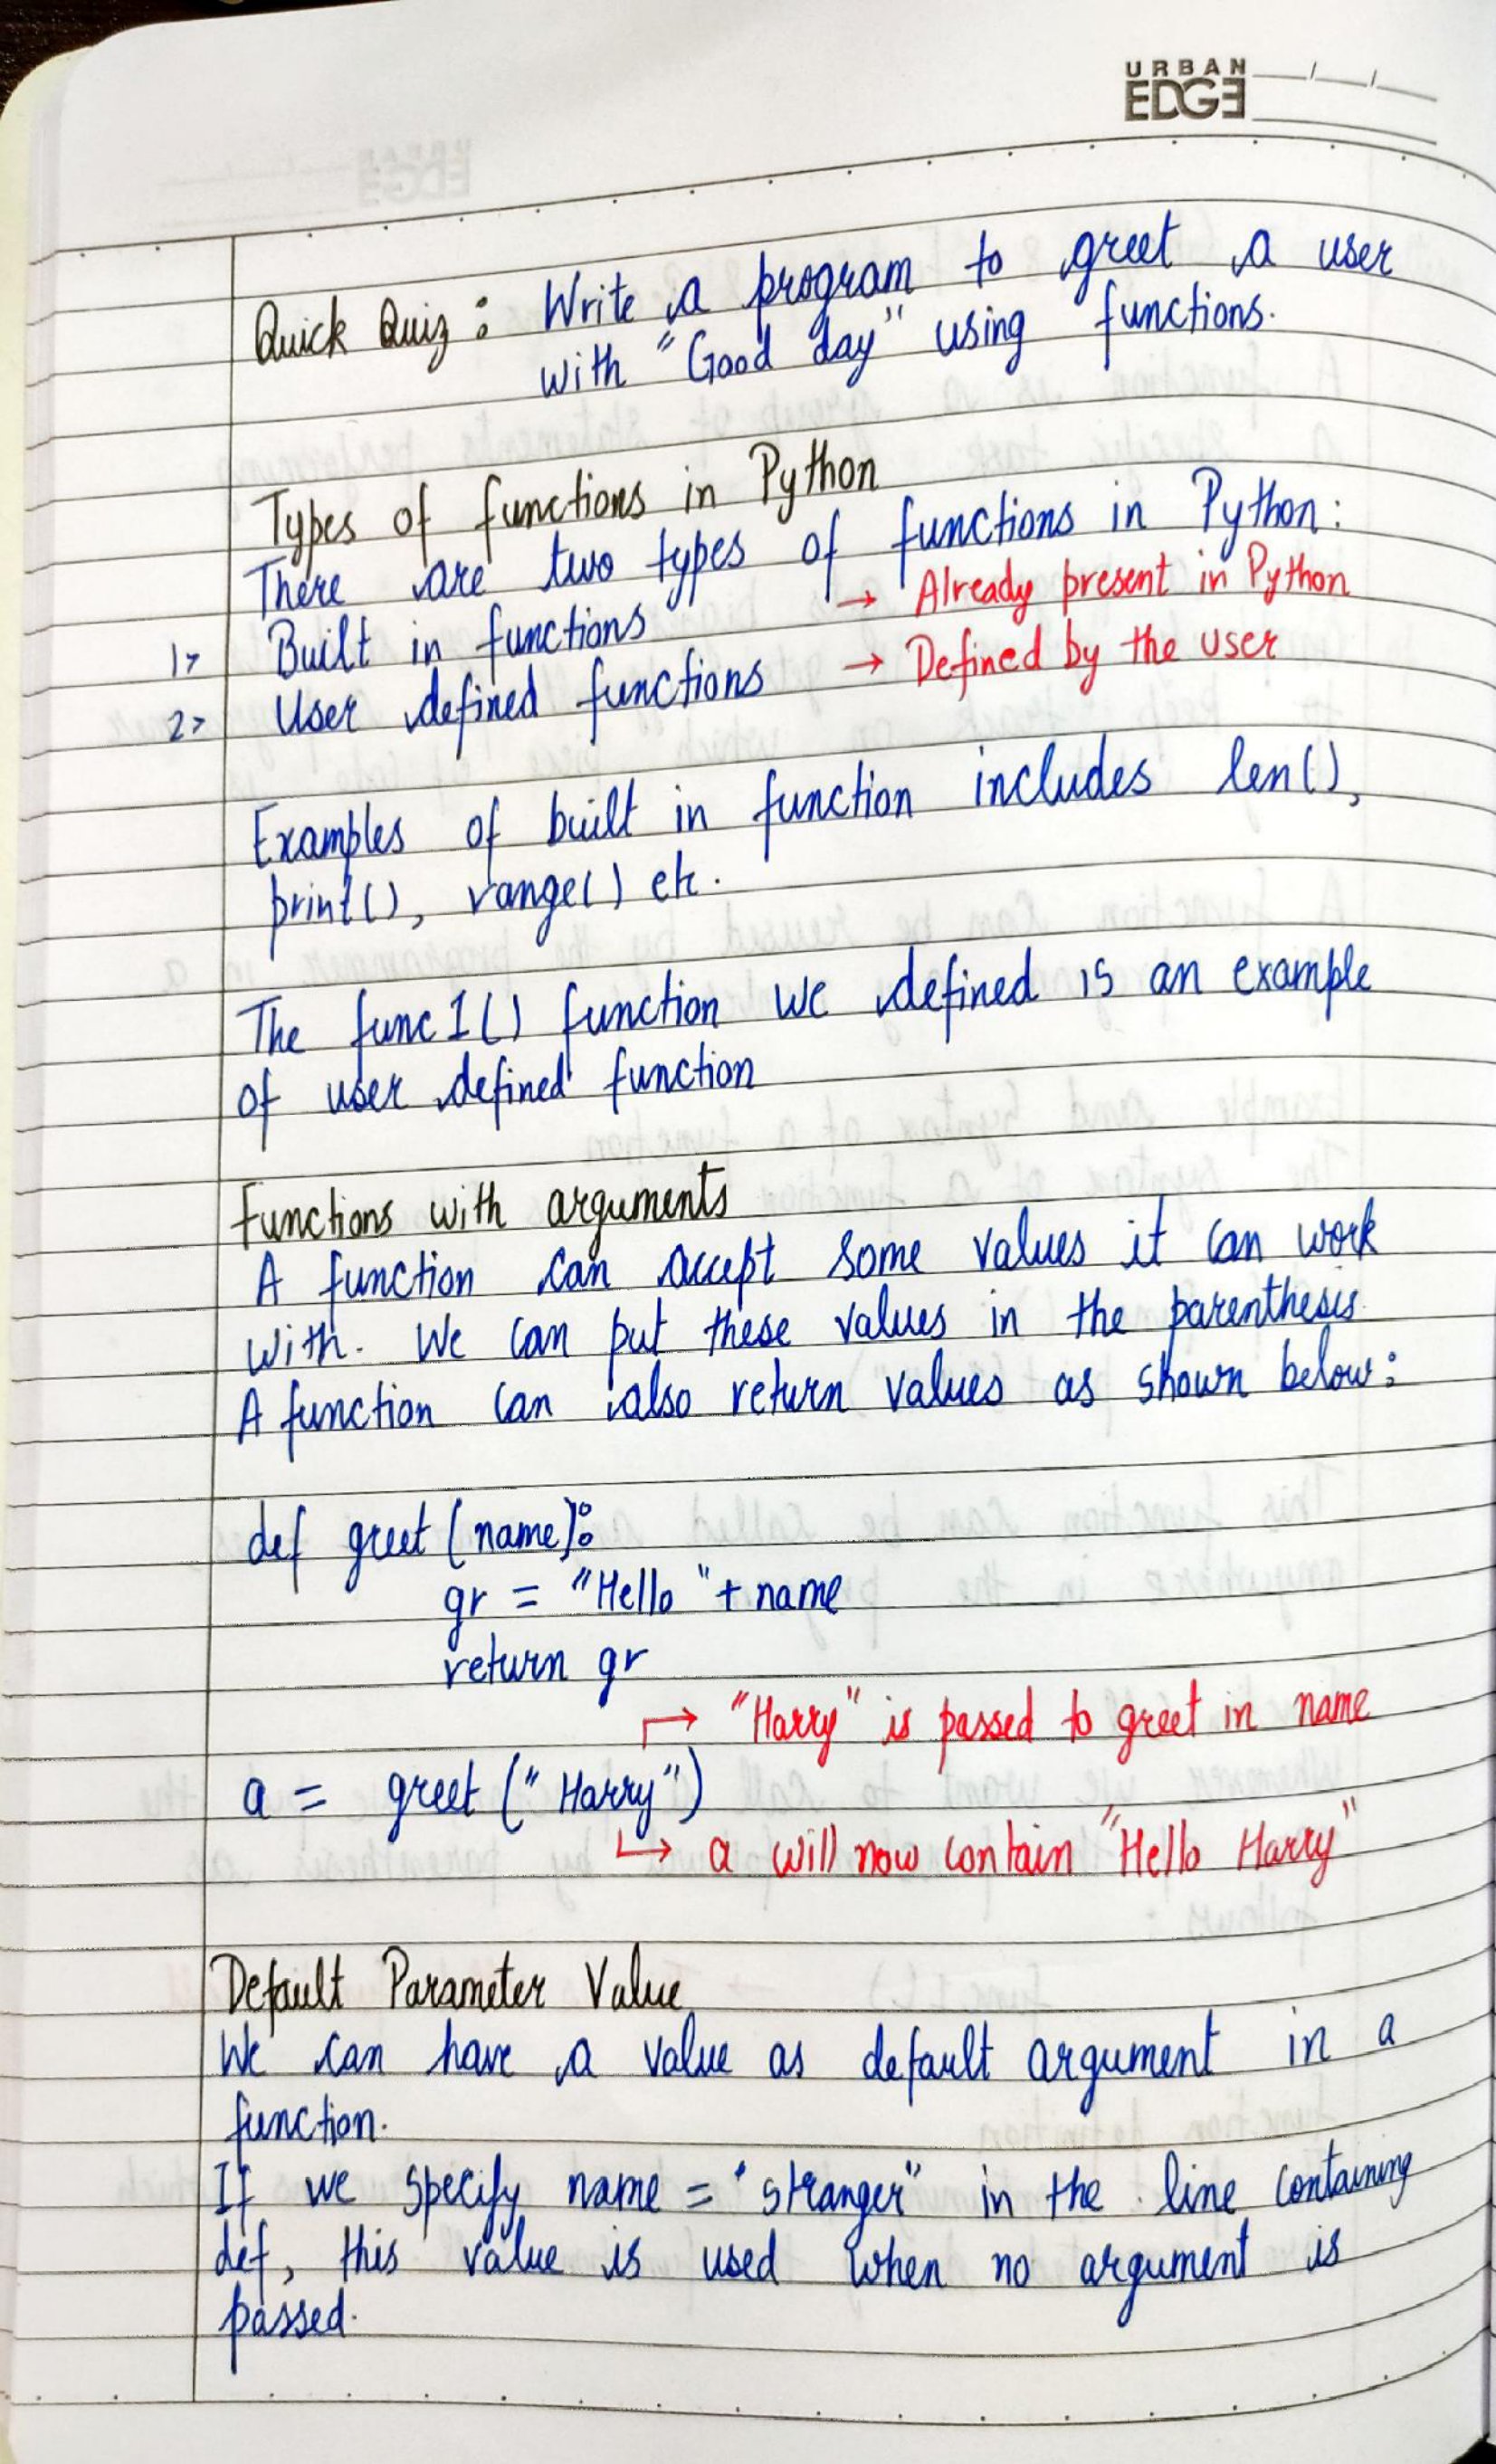 URBAN
EDGE
Quick Quiz : Write a program to greet a user
with "Good day" using functions.
Types of functions in Python
There are two types of functions in Python :
1> Built in functions → Already present in Python
2> User defined functions → Defined by the user
Examples of built in function includes len(),
print(), range() etc.
The func1() function we defined is an example
of user defined function
Functions with arguments
A function can accept some values it can work
with. We can put these values in the parenthesis
A function can also return values as shown below :
def greet (name):
gr = "Hello "+ name
return gr
→ "Harry" is passed to greet in name
a = greet ("Harry")
↳ a will now contain "Hello Harry"
Default Parameter Value
We can have a value as default argument in a
function.
If we specify name = "stranger" in the line containing
def, this value is used when no argument is
passed.